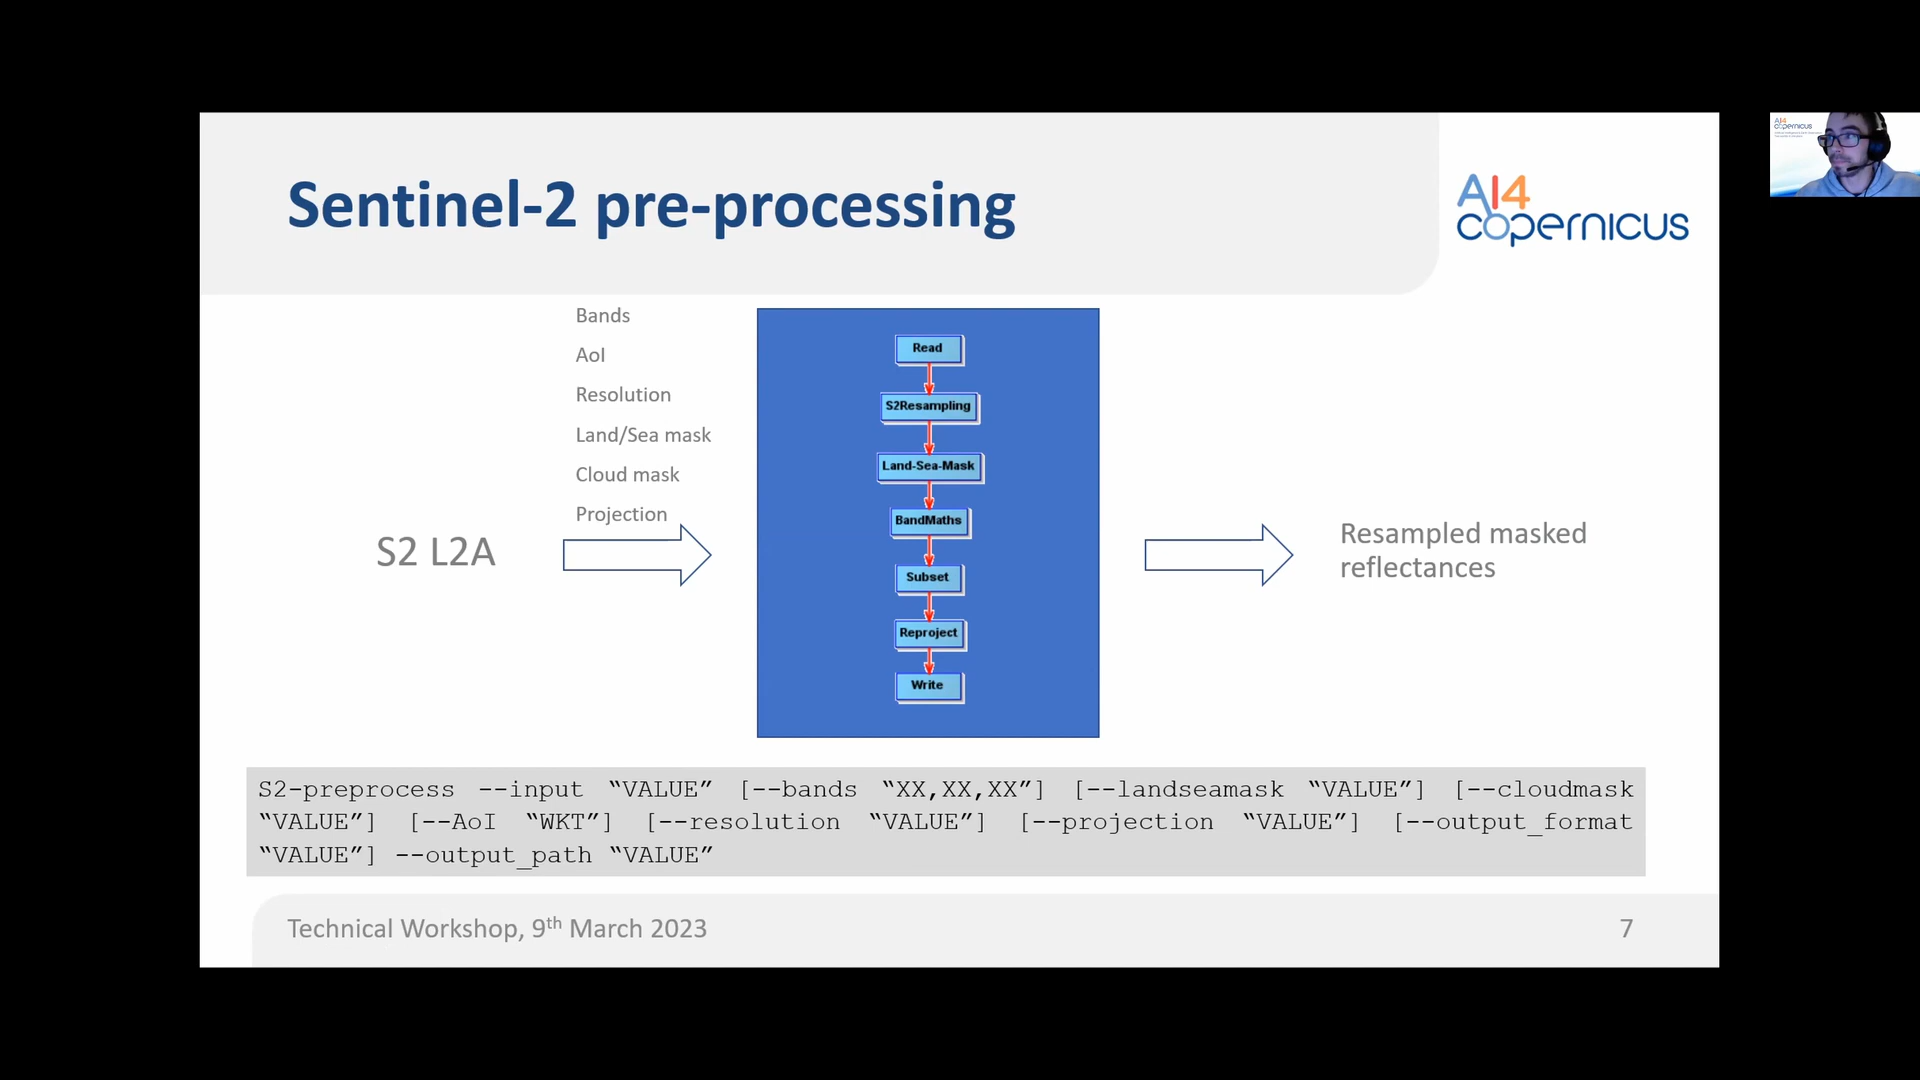 Sentinel-2 pre-processing
AI4
copernicus
AI4
copernicus
Bands
AoI
Resolution
Land/Sea mask
Cloud mask
Projection
S2 L2A
Read
S2Resampling
Land-Sea-Mask
BandMaths
Subset
Reproject
Write
Resampled masked
reflectances
S2-preprocess --input “VALUE” [--bands “XX,XX,XX”] [--landseamask “VALUE”] [--cloudmask
“VALUE”] [--AoI “WKT”] [--resolution “VALUE”] [--projection “VALUE”] [--output_format
“VALUE”] --output_path “VALUE”
Technical Workshop, 9th March 2023
7